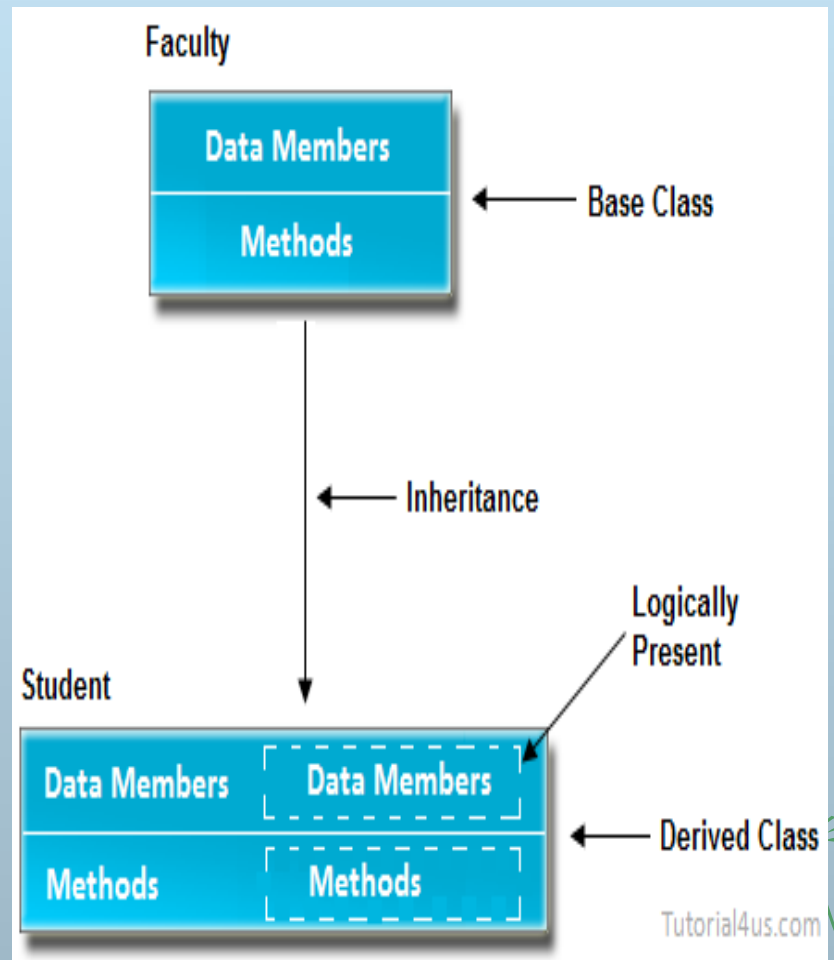 Faculty
Data Members
Methods
Base Class
Inheritance
Logically
Present
Student
Data Members
Data Members
Methods
Methods
Derived Class
Tutorial4us.com